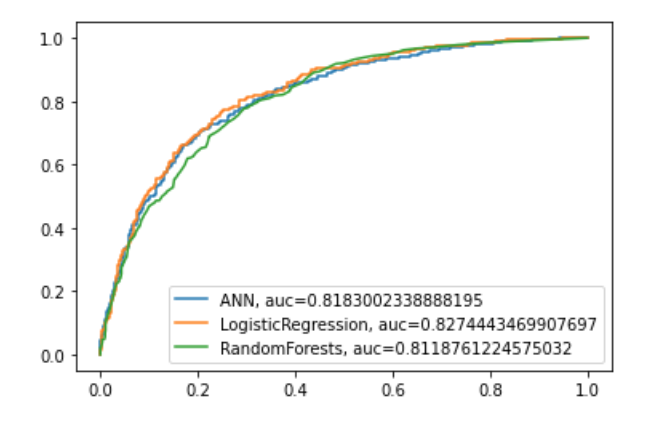 1.0
0.8
0.6
0.4
0.2
0.0
ANN, auc=0.8183002338888195
LogisticRegression, auc=0.8274443469907697
RandomForests, auc=0.8118761224575032
0.0 0.2 0.4 0.6 0.8 1.0